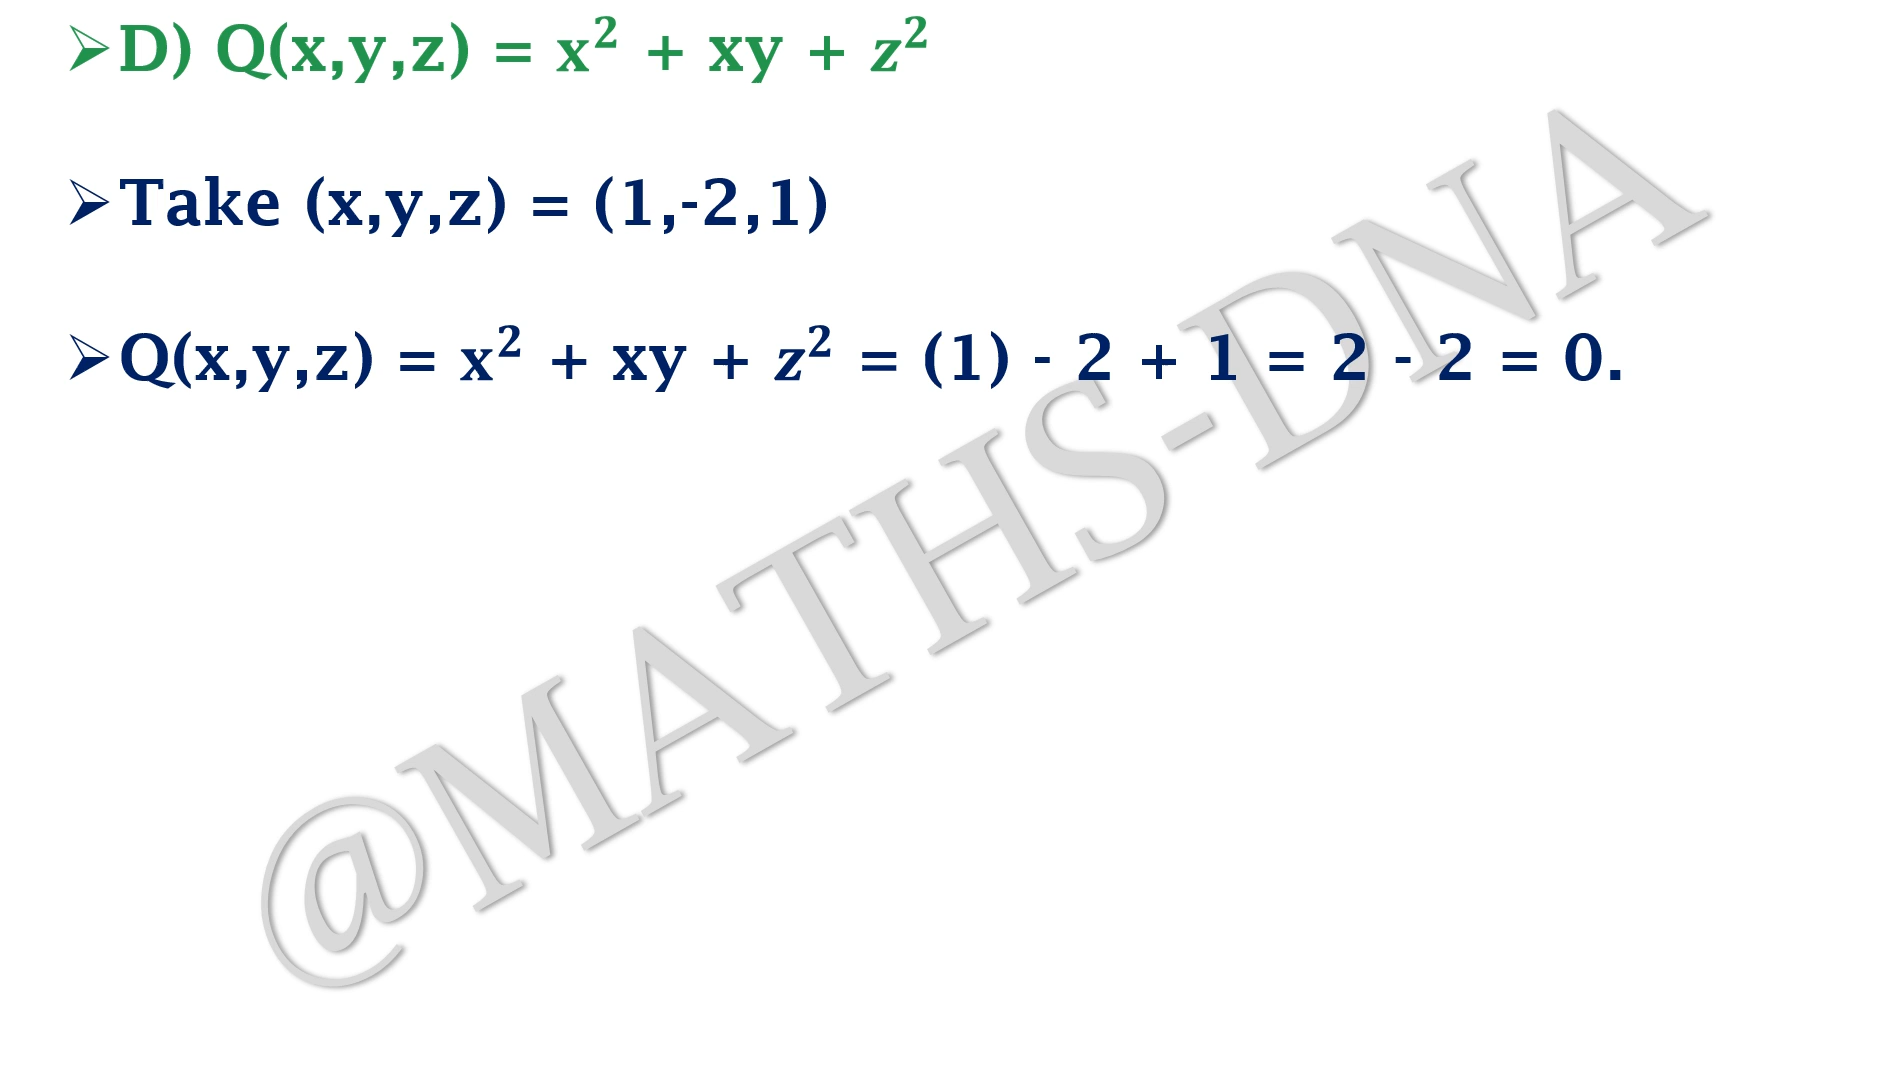 ➢D) Q(x,y,z) = x² + xy + z²
➢Take (x,y,z) = (1,-2,1)
➢Q(x,y,z) = x² + xy + z² = (1) - 2 + 1 = 2 - 2 = 0.
@MATHS-DNA